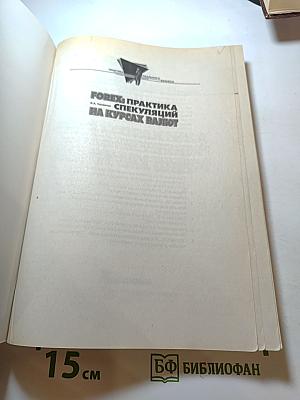 FOREX: ПРАКТИКА
СПЕКУЛЯЦИЙ
НА КУРСАХ ВАЛЮТ
15 см
БФ БИБЛИОФАН